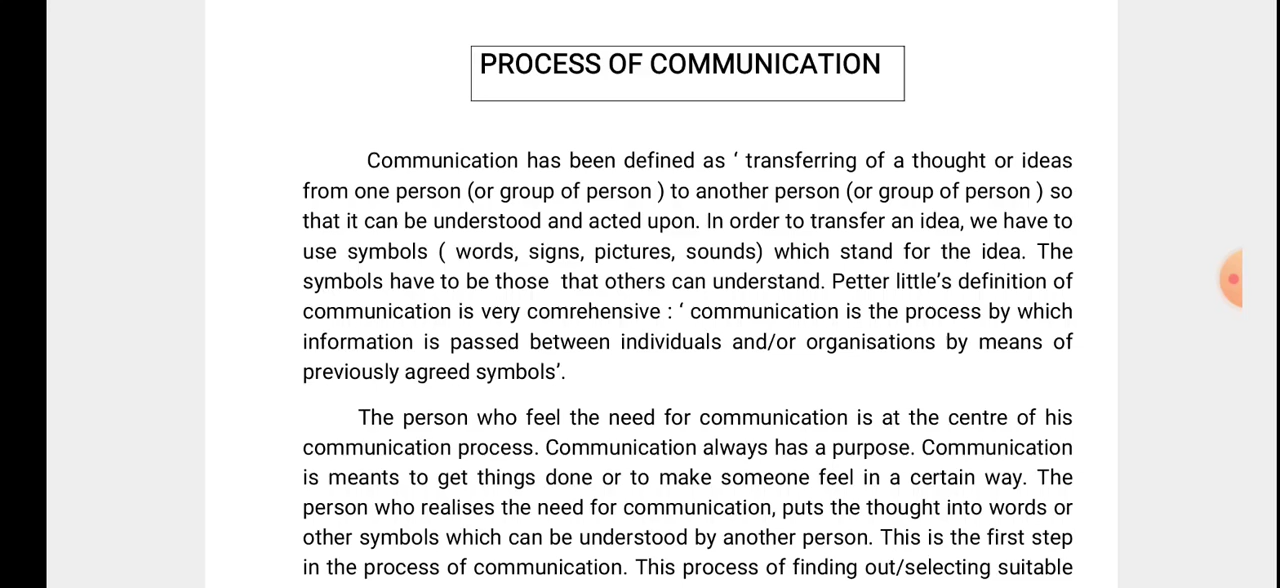 PROCESS OF COMMUNICATION
Communication has been defined as ‘ transferring of a thought or ideas
from one person (or group of person ) to another person (or group of person ) so
that it can be understood and acted upon. In order to transfer an idea, we have to
use symbols ( words, signs, pictures, sounds) which stand for the idea. The
symbols have to be those  that others can understand. Petter little’s definition of
communication is very comrehensive : ‘ communication is the process by which
information is passed between individuals and/or organisations by means of
previously agreed symbols’.
The person who feel the need for communication is at the centre of his
communication process. Communication always has a purpose. Communication
is meants to get things done or to make someone feel in a certain way. The
person who realises the need for communication, puts the thought into words or
other symbols which can be understood by another person. This is the first step
in the process of communication. This process of finding out/selecting suitable